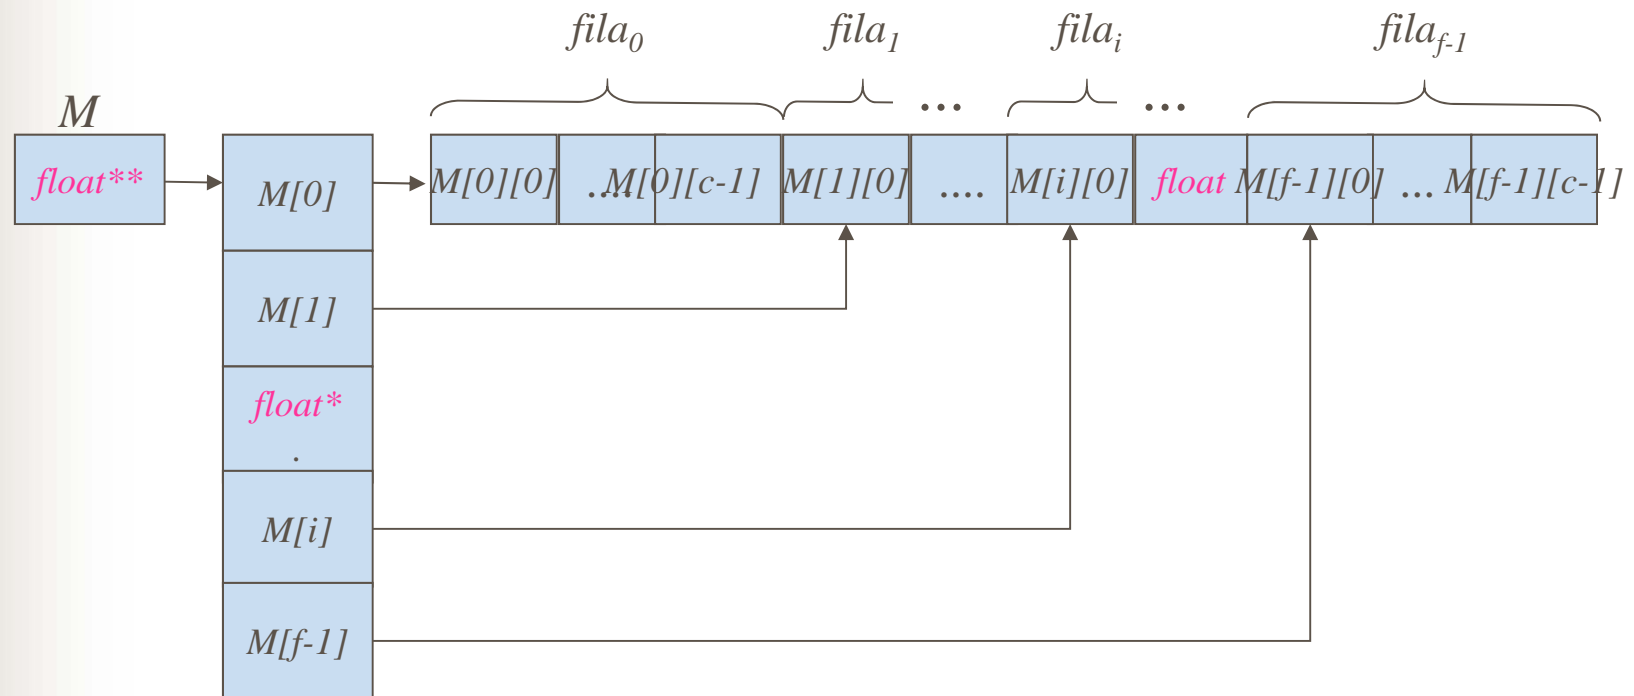 fila0 fila1 filai filaf-1
M ... ...
float** M[0] M[0][0] .... M[0][c-1] M[1][0] .... M[i][0] float M[f-1][0] ... M[f-1][c-1]
M[1]
float*
.
M[i]
M[f-1]